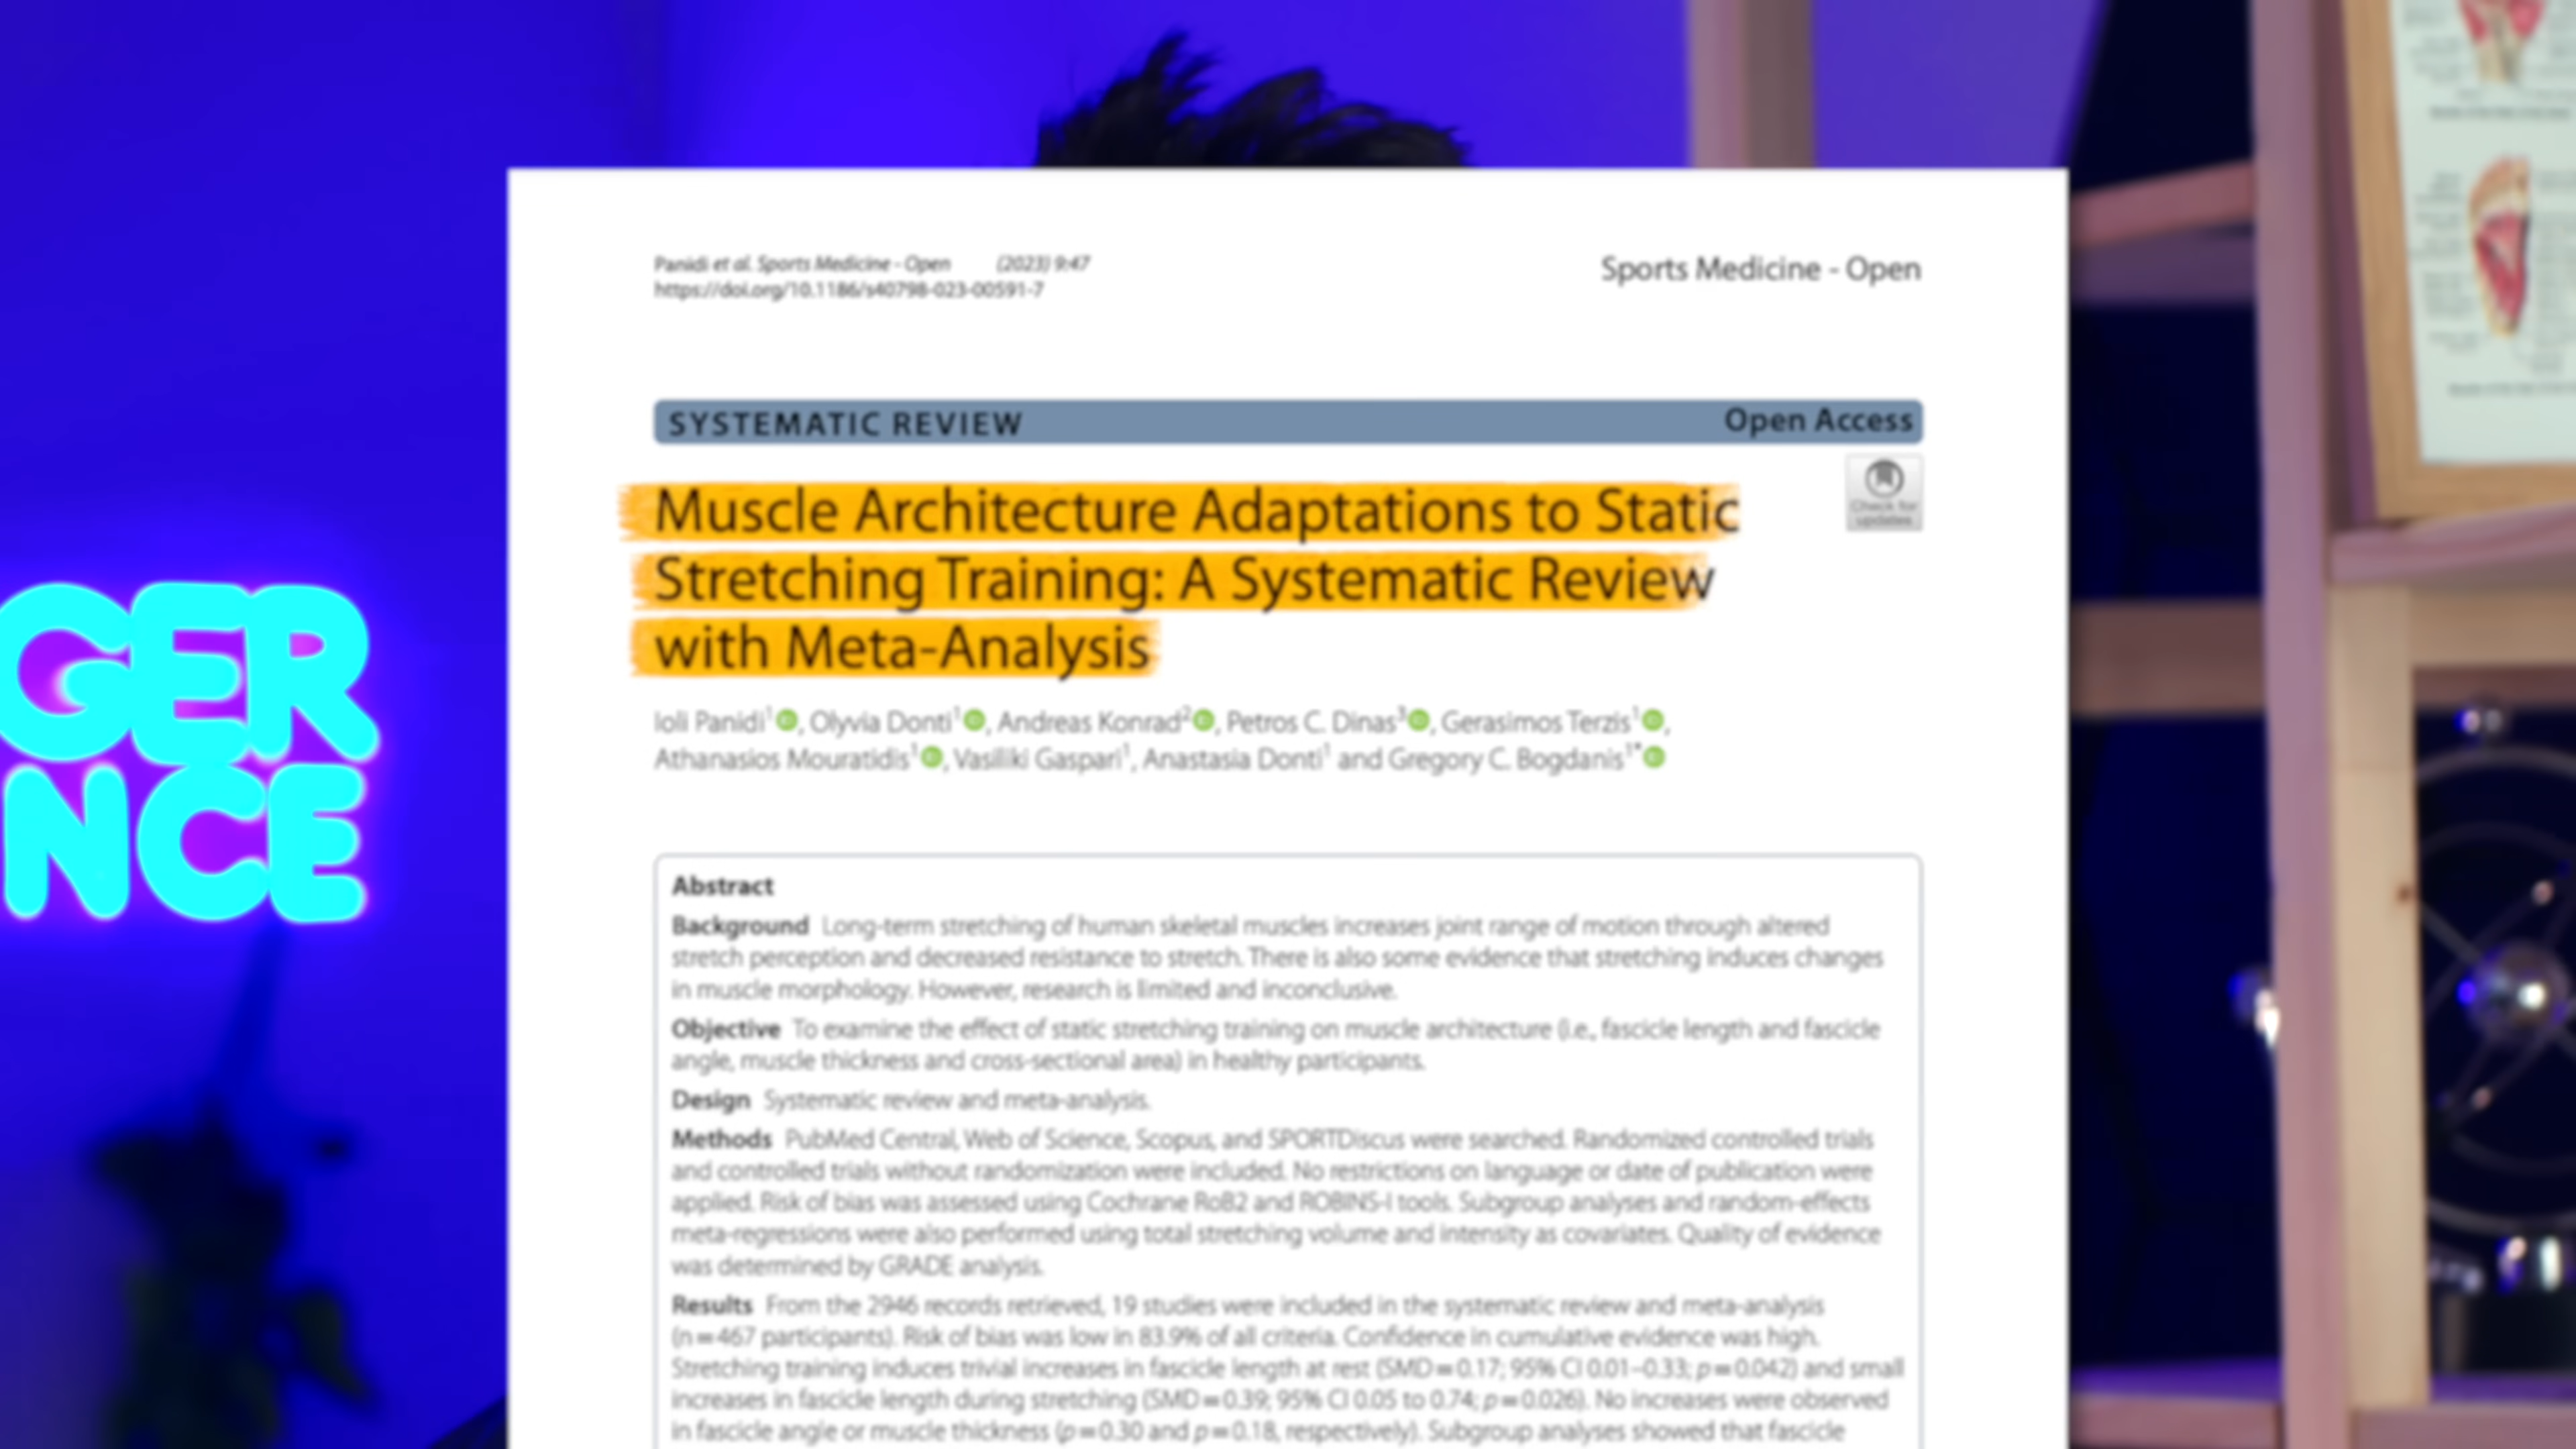 GER
NCE
Panidi et al. Sports Medicine - Open (2023) 9:47
https://doi.org/10.1186/s40798-023-00591-7
Sports Medicine - Open
SYSTEMATIC REVIEW
Open Access
Muscle Architecture Adaptations to Static
Stretching Training: A Systematic Review
with Meta-Analysis
Check for
updates
Ioli Panidi1, Olyvia Donti1, Andreas Konrad2, Petros C. Dinas3, Gerasimos Terzis1,
Athanasios Mouratidis1, Vasiliki Gaspari1, Anastasia Donti1 and Gregory C. Bogdanis1*
Abstract
Background Long-term stretching of human skeletal muscles increases joint range of motion through altered
stretch perception and decreased resistance to stretch. There is also some evidence that stretching induces changes
in muscle morphology. However, research is limited and inconclusive.
Objective To examine the effect of static stretching training on muscle architecture (i.e., fascicle length and fascicle
angle, muscle thickness and cross-sectional area) in healthy participants.
Design Systematic review and meta-analysis.
Methods PubMed Central, Web of Science, Scopus, and SPORTDiscus were searched. Randomized controlled trials
and controlled trials without randomization were included. No restrictions on language or date of publication were
applied. Risk of bias was assessed using Cochrane RoB2 and ROBINS-I tools. Subgroup analyses and random-effects
meta-regressions were also performed using total stretching volume and intensity as covariates. Quality of evidence
was determined by GRADE analysis.
Results From the 2946 records retrieved, 19 studies were included in the systematic review and meta-analysis
(n = 467 participants). Risk of bias was low in 83.9% of all criteria. Confidence in cumulative evidence was high.
Stretching training induces trivial increases in fascicle length at rest (SMD = 0.17; 95% CI 0.01–0.33; p = 0.042) and small
increases in fascicle length during stretching (SMD = 0.39; 95% CI 0.05 to 0.74; p = 0.026). No increases were observed
in fascicle angle or muscle thickness (p = 0.30 and p = 0.18, respectively). Subgroup analyses showed that fascicle